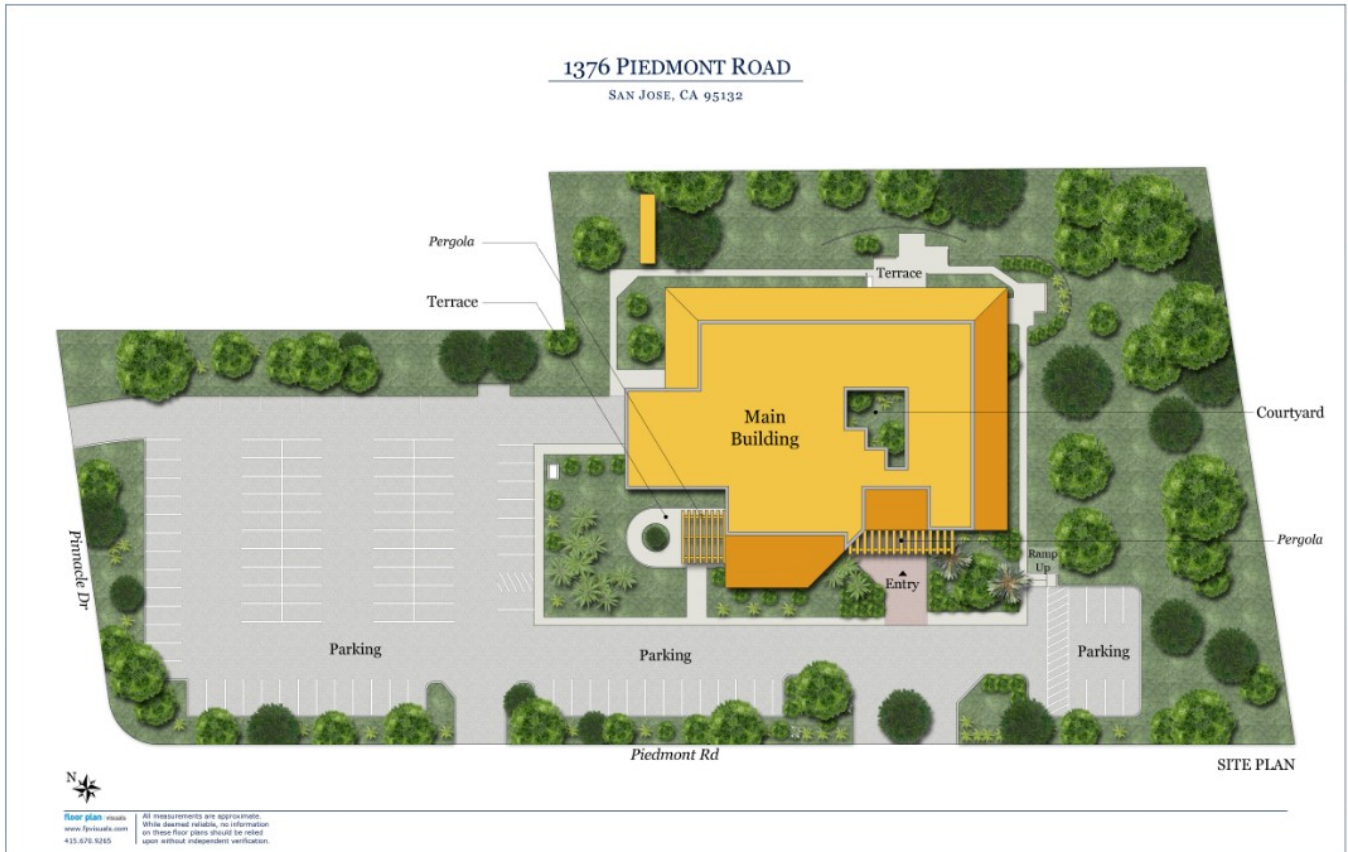 1376 PIEDMONT ROAD
SAN JOSE, CA 95132
Pergola
Terrace
Terrace
Main
Building
Courtyard
Pergola
Ramp
Up
Entry
Pinnacle Dr
Parking
Parking
Parking
Piedmont Rd
SITE PLAN
N
floor plan visuals
www.fpvisuals.com
415.670.9265
All measurements are approximate.
While deemed reliable, no information
on these floor plans should be relied
upon without independent verification.